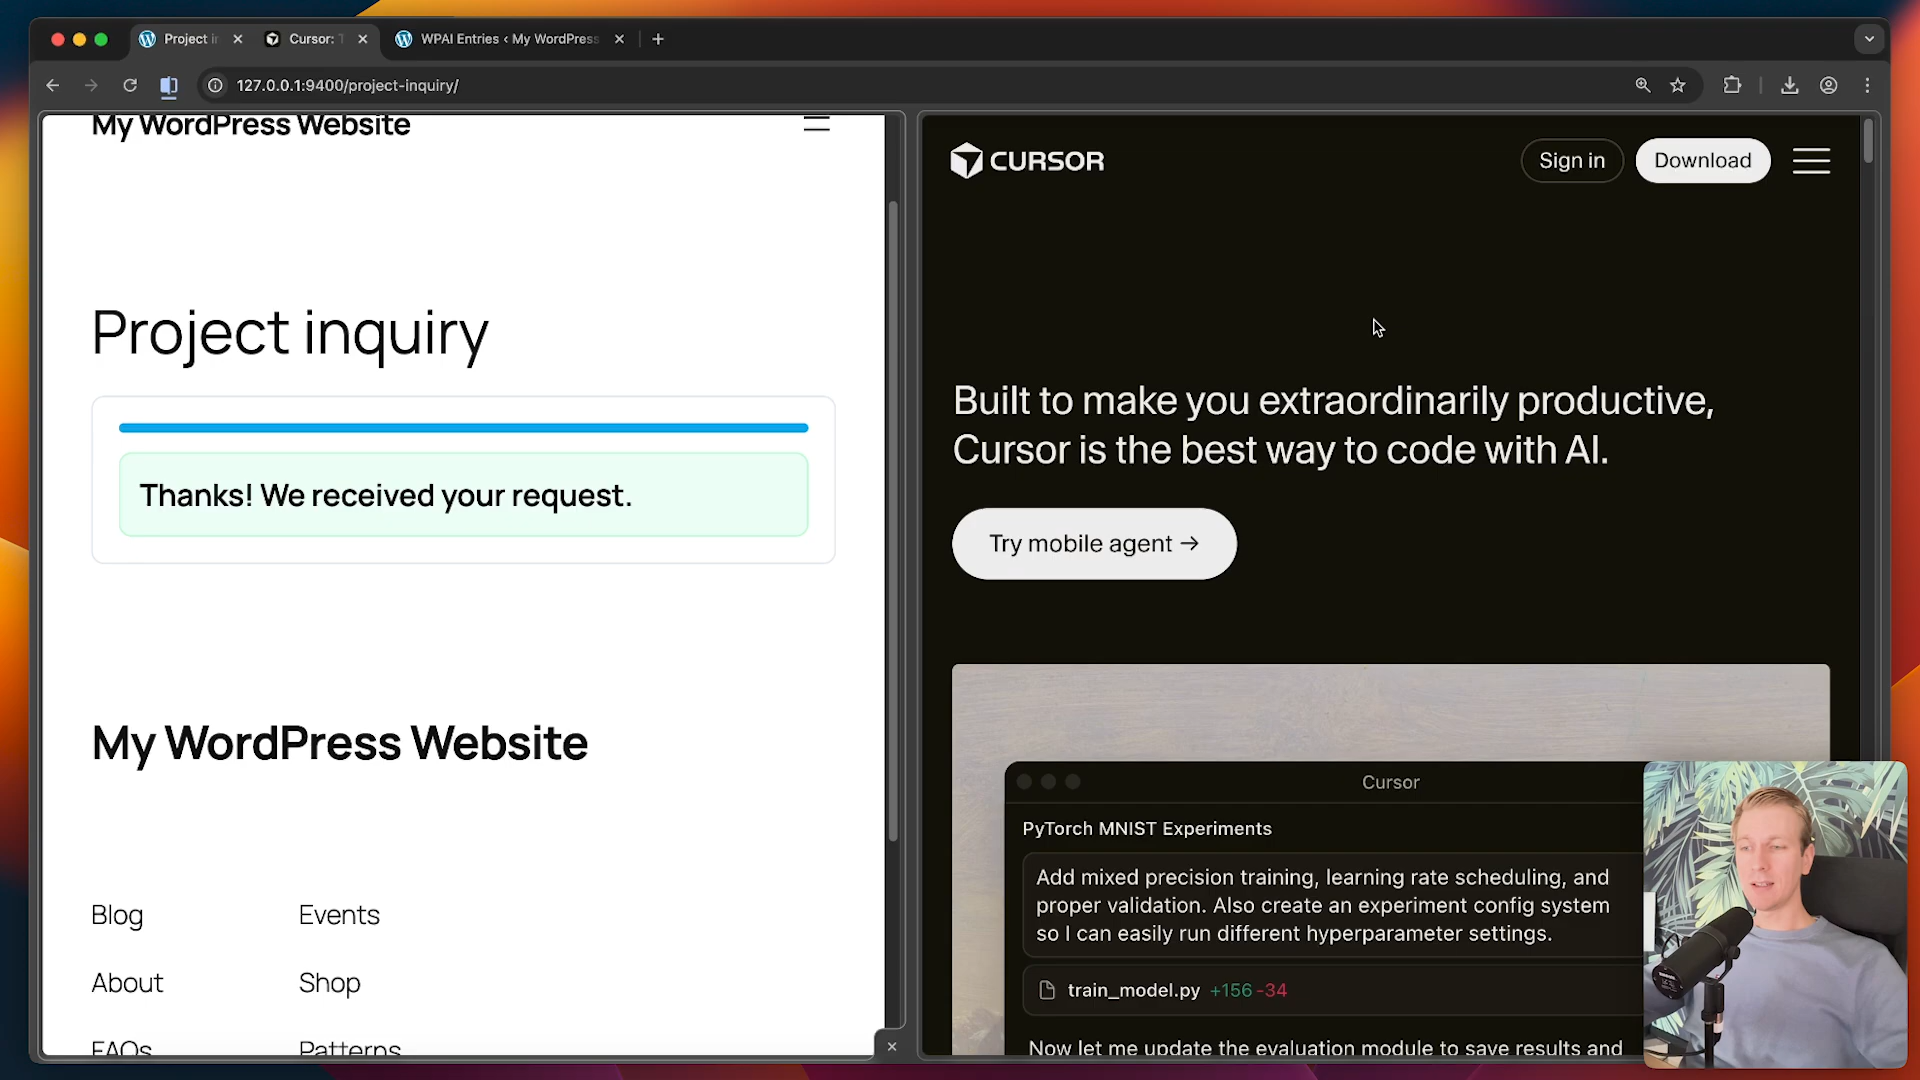 Project in
Cursor: T
WPAI Entries ‹ My WordPress
127.0.0.1:9400/project-inquiry/
My WordPress Website
Project inquiry
Thanks! We received your request.
My WordPress Website
Blog
Events
About
Shop
FAQs
Patterns
CURSOR
Sign in
Download
Built to make you extraordinarily productive,
Cursor is the best way to code with AI.
Try mobile agent →
Cursor
PyTorch MNIST Experiments
Add mixed precision training, learning rate scheduling, and
proper validation. Also create an experiment config system
so I can easily run different hyperparameter settings.
train_model.py +156 -34
Now let me update the evaluation module to save results and